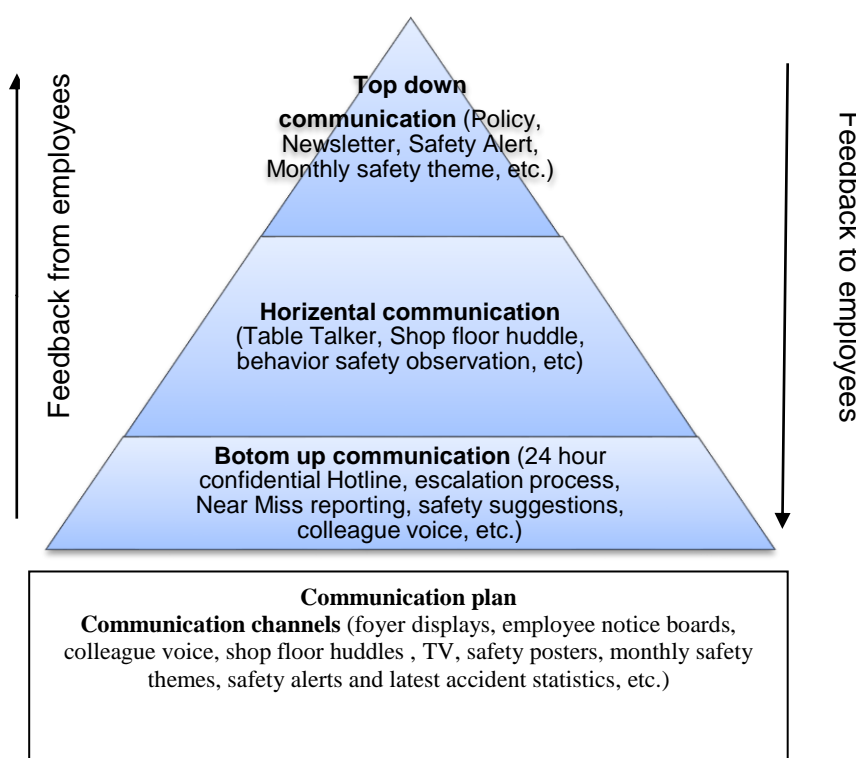 Feedback from employees
Top down
communication (Policy,
Newsletter, Safety Alert,
Monthly safety theme, etc.)
Horizental communication
(Table Talker, Shop floor huddle,
behavior safety observation, etc)
Botom up communication (24 hour
confidential Hotline, escalation process,
Near Miss reporting, safety suggestions,
colleague voice, etc.)
Feedback to employees
Communication plan
Communication channels (foyer displays, employee notice boards,
colleague voice, shop floor huddles , TV, safety posters, monthly safety
themes, safety alerts and latest accident statistics, etc.)